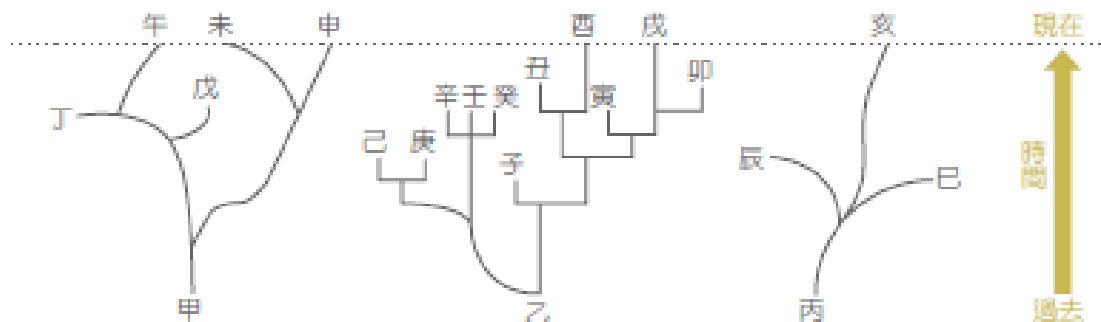 午 未 申 酉 戌 亥 現在
丑 卯
戊 辛壬癸 寅
丁
己 庚 子 辰 巳 時間
甲 乙 丙 過去